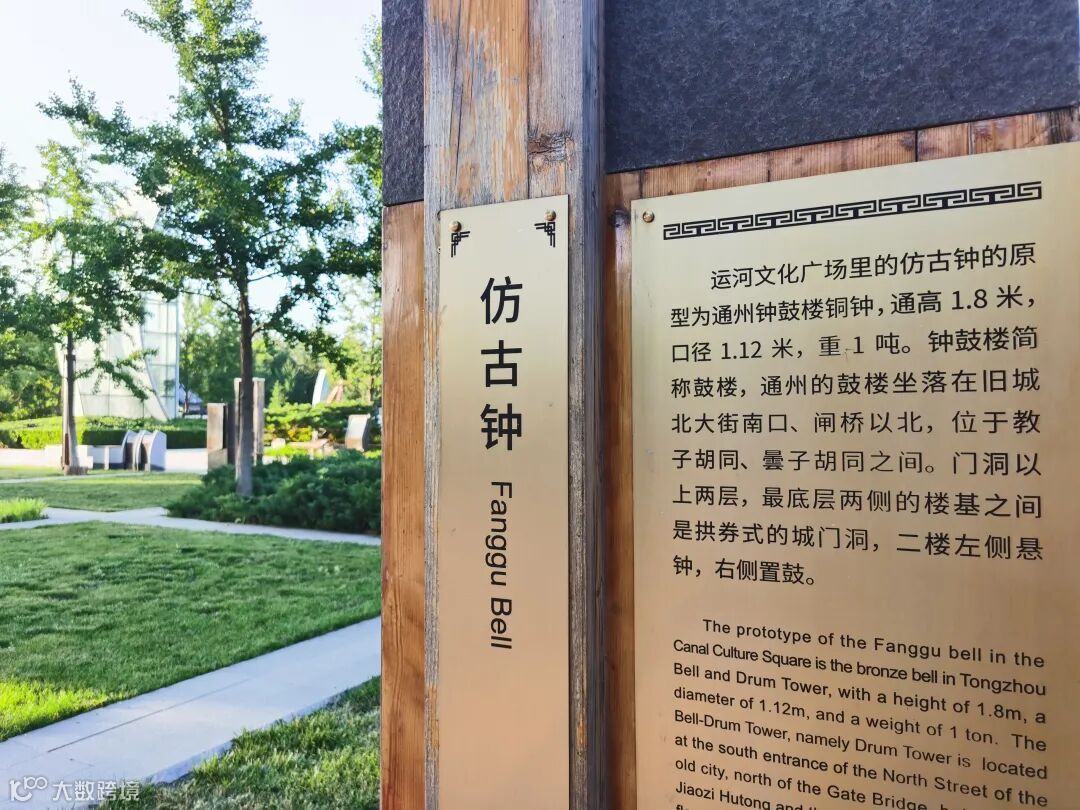 仿古钟 Fanggu Bell
运河文化广场里的仿古钟的原
型为通州钟鼓楼铜钟，通高 1.8 米，
口径 1.12 米，重 1 吨。钟鼓楼简
称鼓楼，通州的鼓楼坐落在旧城
北大街南口、闸桥以北，位于教
子胡同、昙子胡同之间。门洞以
上两层，最底层两侧的楼基之间
是拱券式的城门洞，二楼左侧悬
钟，右侧置鼓。
The prototype of the Fanggu bell in the
Canal Culture Square is the bronze bell in Tongzhou
Bell and Drum Tower, with a height of 1.8m, a
diameter of 1.12m, and a weight of 1 ton. The
Bell-Drum Tower, namely Drum Tower is located
at the south entrance of the North Street of the
old city, north of the Gate Bridge,
Jiaozi Hutong and
大数跨境